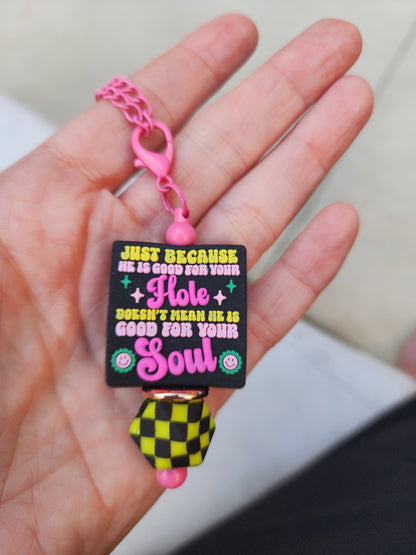 JUST BECAUSE
HE IS GOOD FOR YOUR
Hole
DOESN'T MEAN HE IS
GOOD FOR YOUR
Soul